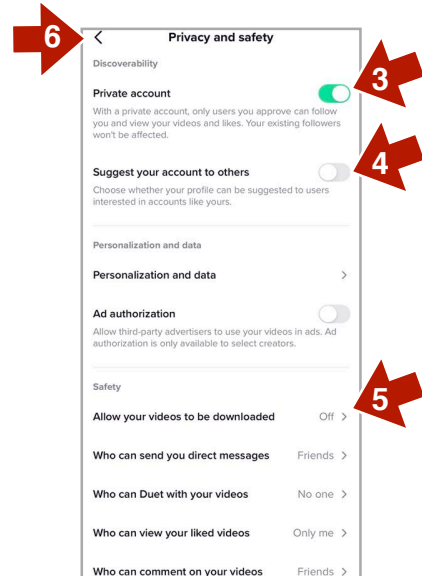 6
Privacy and safety
Discoverability
Private account
3
With a private account, only users you approve can follow
you and view your videos and likes. Your existing followers
won't be affected.
Suggest your account to others
4
Choose whether your profile can be suggested to users
interested in accounts like yours.
Personalization and data
Personalization and data
Ad authorization
Allow third-party advertisers to use your videos in ads. Ad
authorization is only available to select creators.
Safety
5
Allow your videos to be downloaded Off
Who can send you direct messages Friends
Who can Duet with your videos No one
Who can view your liked videos Only me
Who can comment on your videos Friends